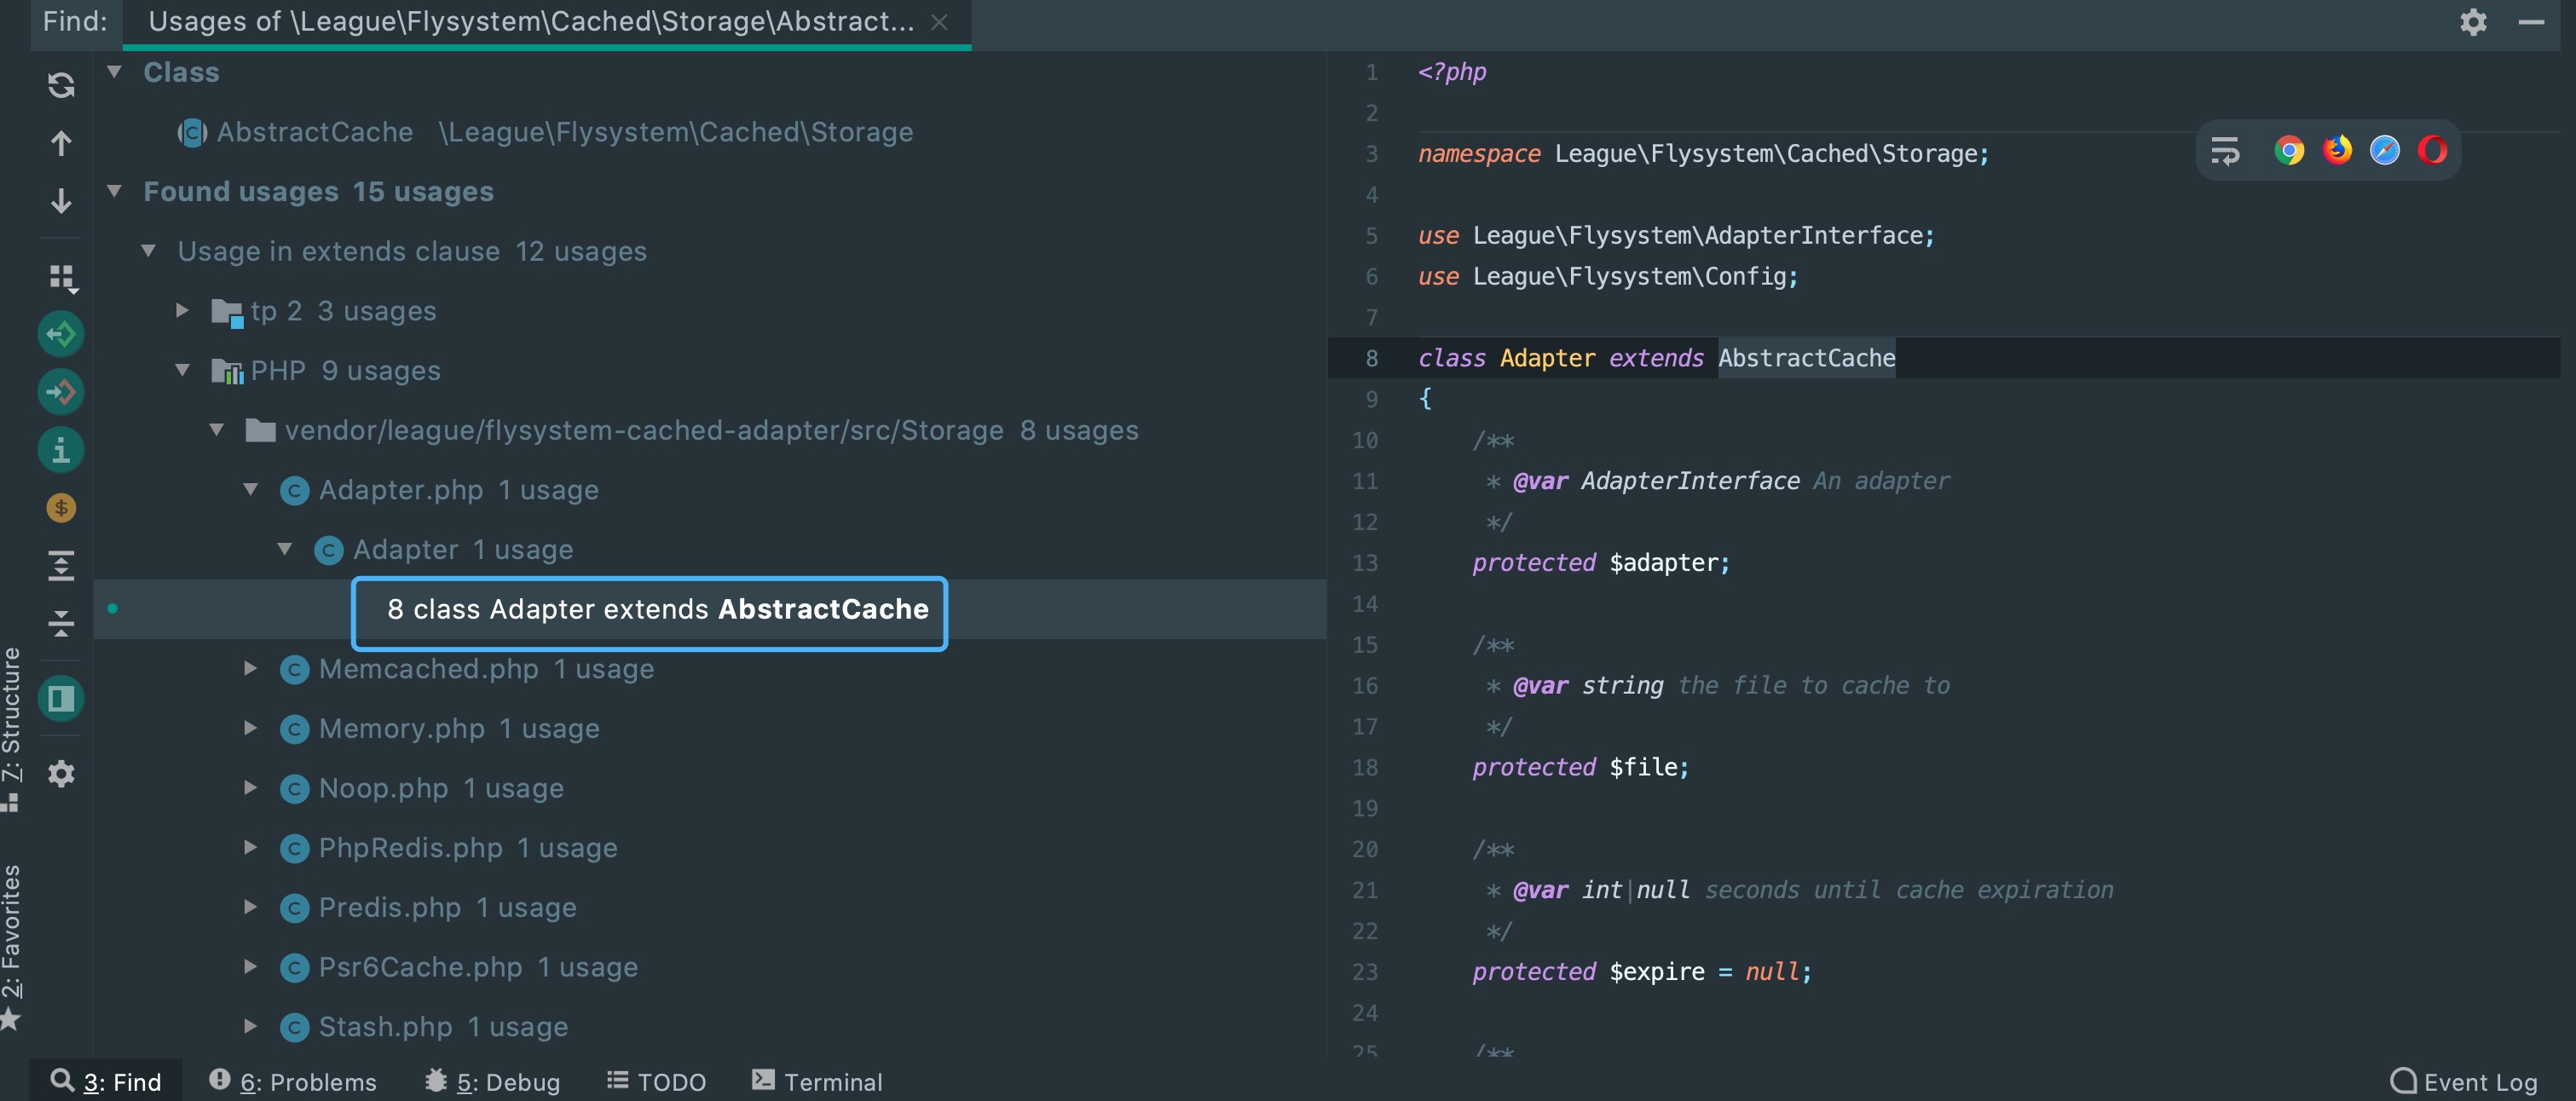 Find: Usages of \League\Flysystem\Cached\Storage\Abstract...
Class
AbstractCache \League\Flysystem\Cached\Storage
Found usages 15 usages
Usage in extends clause 12 usages
tp 2 3 usages
PHP 9 usages
vendor/league/flysystem-cached-adapter/src/Storage 8 usages
Adapter.php 1 usage
Adapter 1 usage
8 class Adapter extends AbstractCache
Memcached.php 1 usage
Memory.php 1 usage
Noop.php 1 usage
PhpRedis.php 1 usage
Predis.php 1 usage
Psr6Cache.php 1 usage
Stash.php 1 usage
7: Structure
2: Favorites
1 <?php
2
3 namespace League\Flysystem\Cached\Storage;
4
5 use League\Flysystem\AdapterInterface;
6 use League\Flysystem\Config;
7
8 class Adapter extends AbstractCache
9 {
10 /**
11 * @var AdapterInterface An adapter
12 */
13 protected $adapter;
14
15 /**
16 * @var string the file to cache to
17 */
18 protected $file;
19
20 /**
21 * @var int|null seconds until cache expiration
22 */
23 protected $expire = null;
24
25 /**
3: Find 6: Problems 5: Debug TODO Terminal Event Log